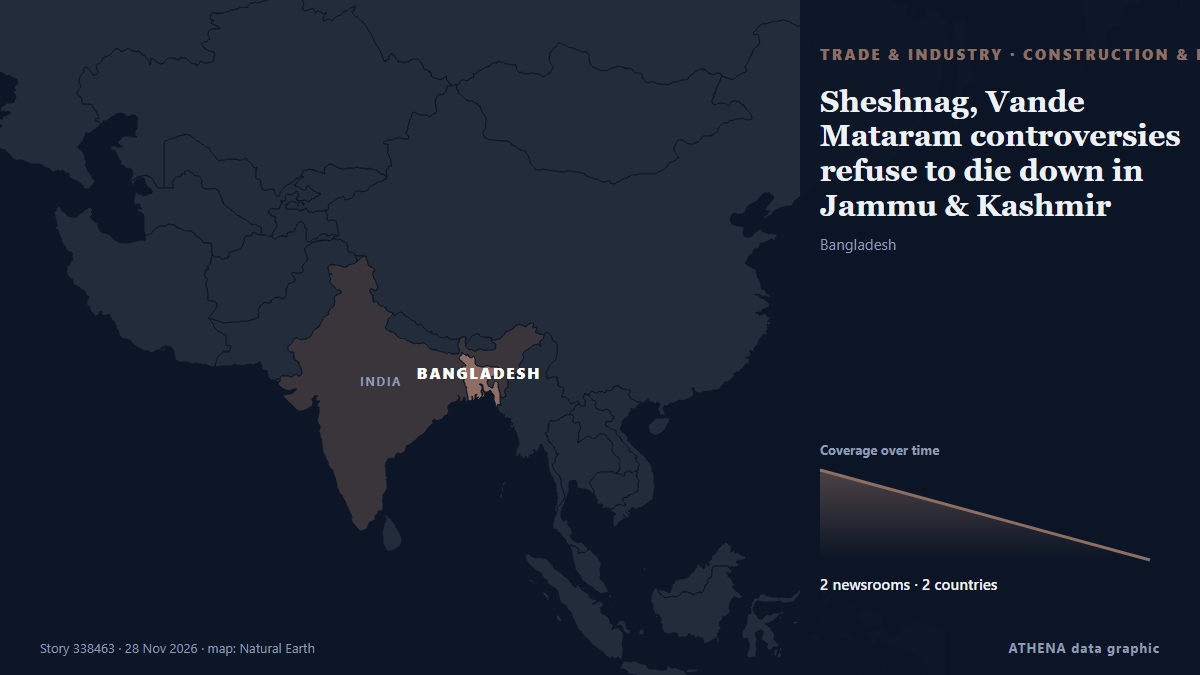 TRADE & INDUSTRY · CONSTRUCTION &
Sheshnag, Vande
Mataram controversies
refuse to die down in
Jammu & Kashmir
Bangladesh
INDIA
BANGLADESH
Coverage over time
2 newsrooms · 2 countries
Story 338463 · 28 Nov 2026 · map: Natural Earth
ATHENA data graphic